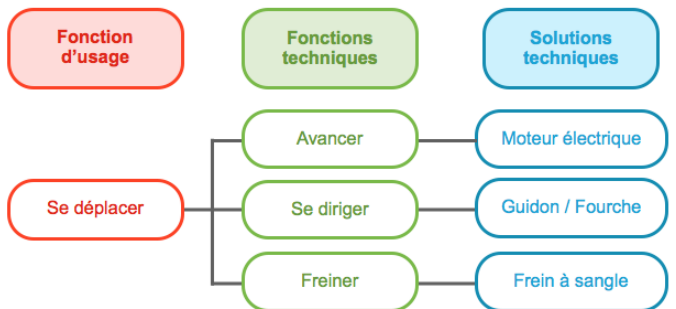 Fonction
d’usage
Fonctions
techniques
Solutions
techniques
Avancer
Moteur électrique
Se déplacer
Se diriger
Guidon / Fourche
Freiner
Frein à sangle